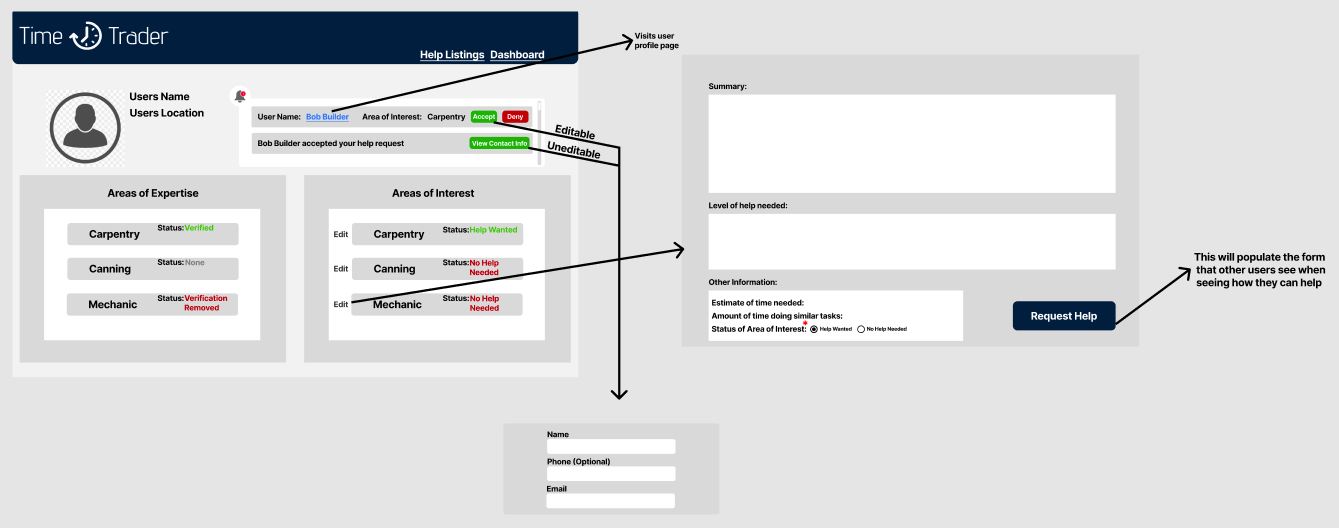 Time Trader
Help Listings Dashboard
Visits user
profile page
Users Name
Users Location
User Name: Bob Builder Area of Interest: Carpentry Accept Deny
Bob Builder accepted your help request View Contact Info
Editable
Uneditable
Areas of Expertise
Carpentry Status:Verified
Canning Status:None
Mechanic Status:Verification
Removed
Areas of Interest
Edit Carpentry Status:Help Wanted
Edit Canning Status:No Help
Needed
Edit Mechanic Status:No Help
Needed
Summary:
Level of help needed:
Other Information:
Estimate of time needed:
Amount of time doing similar tasks:
Status of Area of Interest:* Help Wanted No Help Needed
Request Help
This will populate the form
that other users see when
seeing how they can help
Name
Phone (Optional)
Email